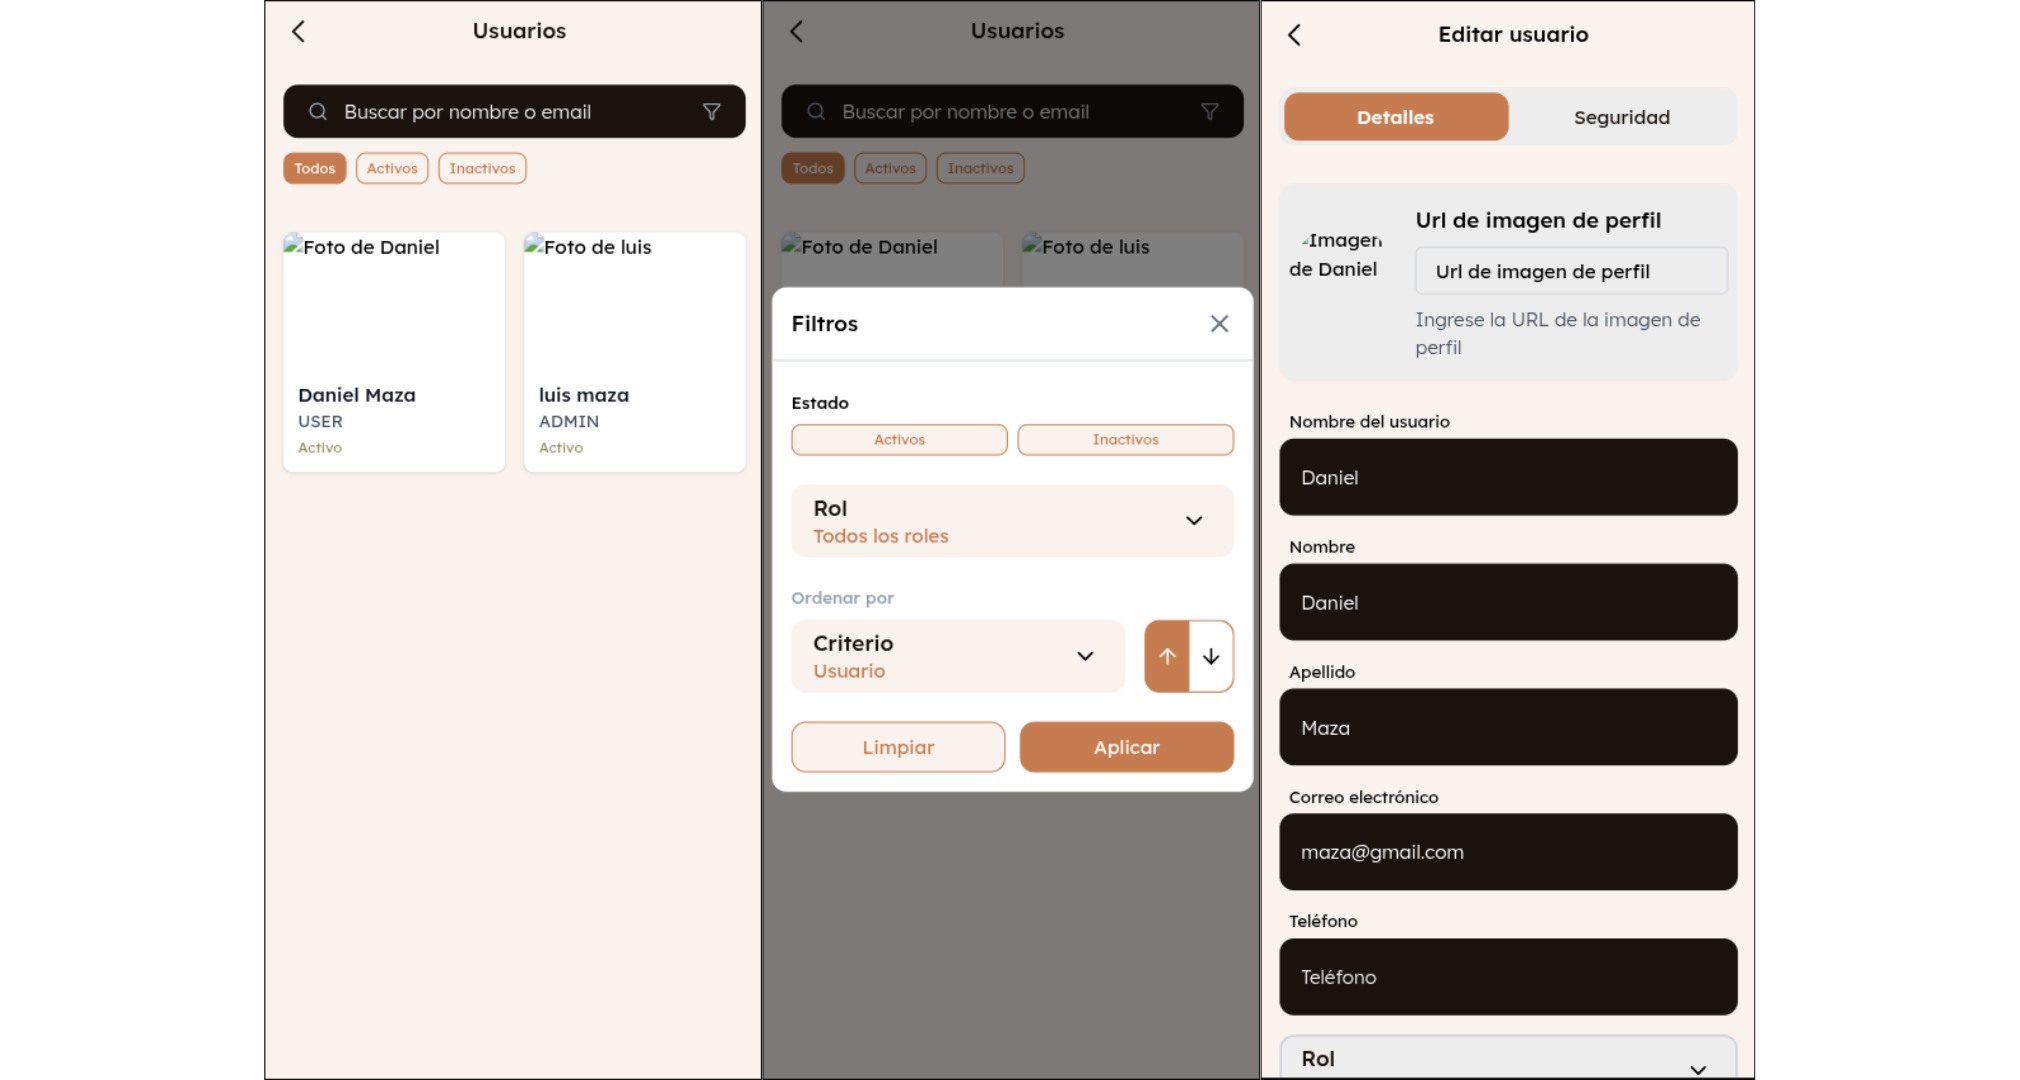 Usuarios
Buscar por nombre o email
Todos
Activos
Inactivos
Foto de Daniel
Daniel Maza
USER
Activo
Foto de luis
luis maza
ADMIN
Activo
Usuarios
Buscar por nombre o email
Todos
Activos
Inactivos
Foto de Daniel
Foto de luis
Filtros
Estado
Activos
Inactivos
Rol
Todos los roles
Ordenar por
Criterio
Usuario
Limpiar
Aplicar
Editar usuario
Detalles
Seguridad
Imagen
de Daniel
Url de imagen de perfil
Url de imagen de perfil
Ingrese la URL de la imagen de
perfil
Nombre del usuario
Daniel
Nombre
Daniel
Apellido
Maza
Correo electrónico
maza@gmail.com
Teléfono
Teléfono
Rol